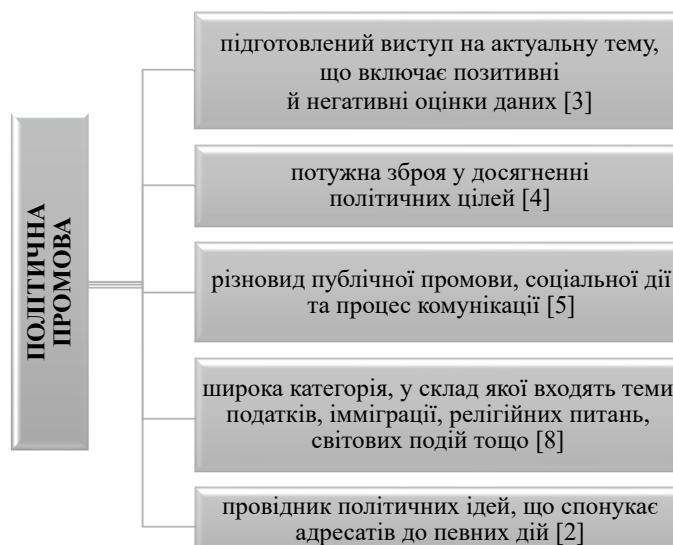 ПОЛІТИЧНА
ПРОМОВА
підготовлений виступ на актуальну тему,
що включає позитивні
й негативні оцінки даних [3]
потужна зброя у досягненні
політичних цілей [4]
різновид публічної промови, соціальної дії
та процес комунікації [5]
широка категорія, у склад якої входять теми
податків, імміграції, релігійних питань,
світових подій тощо [8]
провідник політичних ідей, що спонукає
адресатів до певних дій [2]